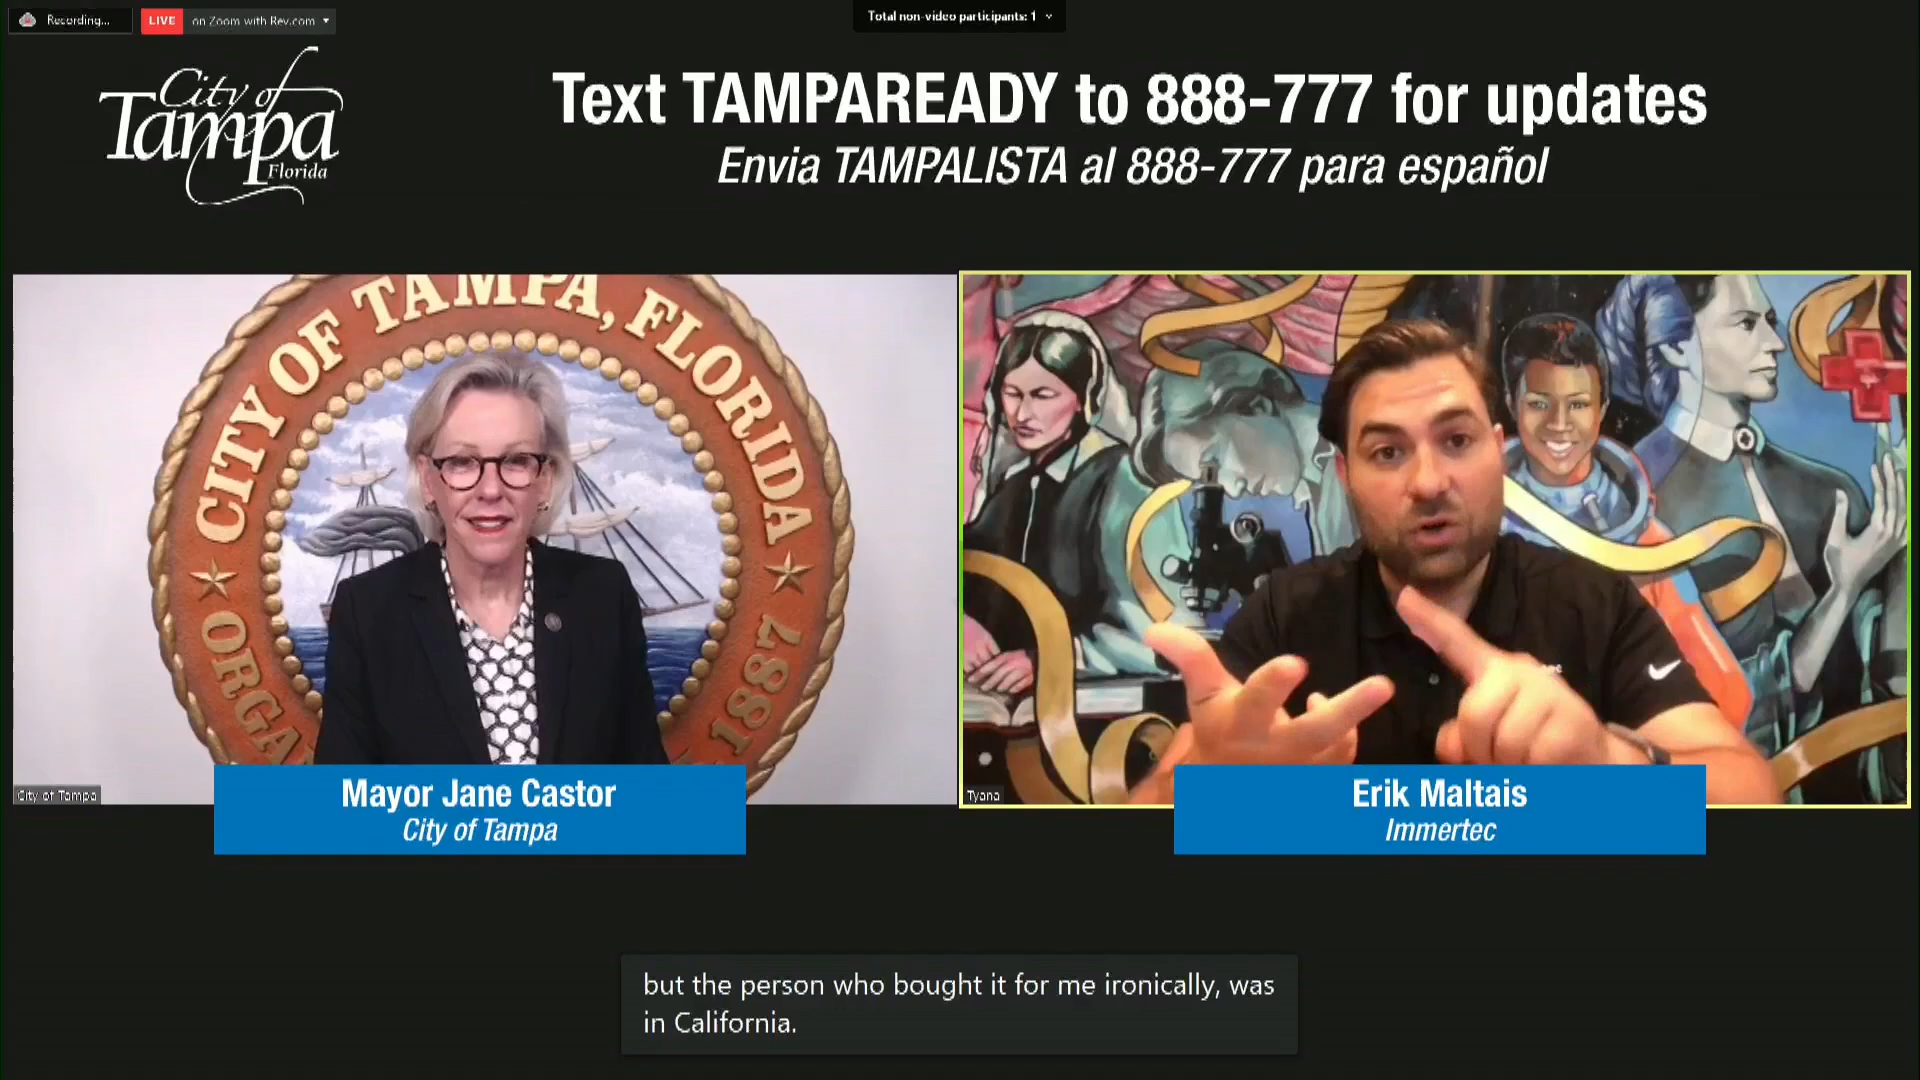 Recording...
LIVE on Zoom with Rev.com
Total non-video participants: 1
City of
Tampa
Florida
Text TAMPAREADY to 888-777 for updates
Envia TAMPALISTA al 888-777 para español
CITY OF TAMPA, FLORIDA
ORGA
1887
City of Tampa
Mayor Jane Castor
City of Tampa
Tyana
Erik Maltais
Immertec
but the person who bought it for me ironically, was
in California.